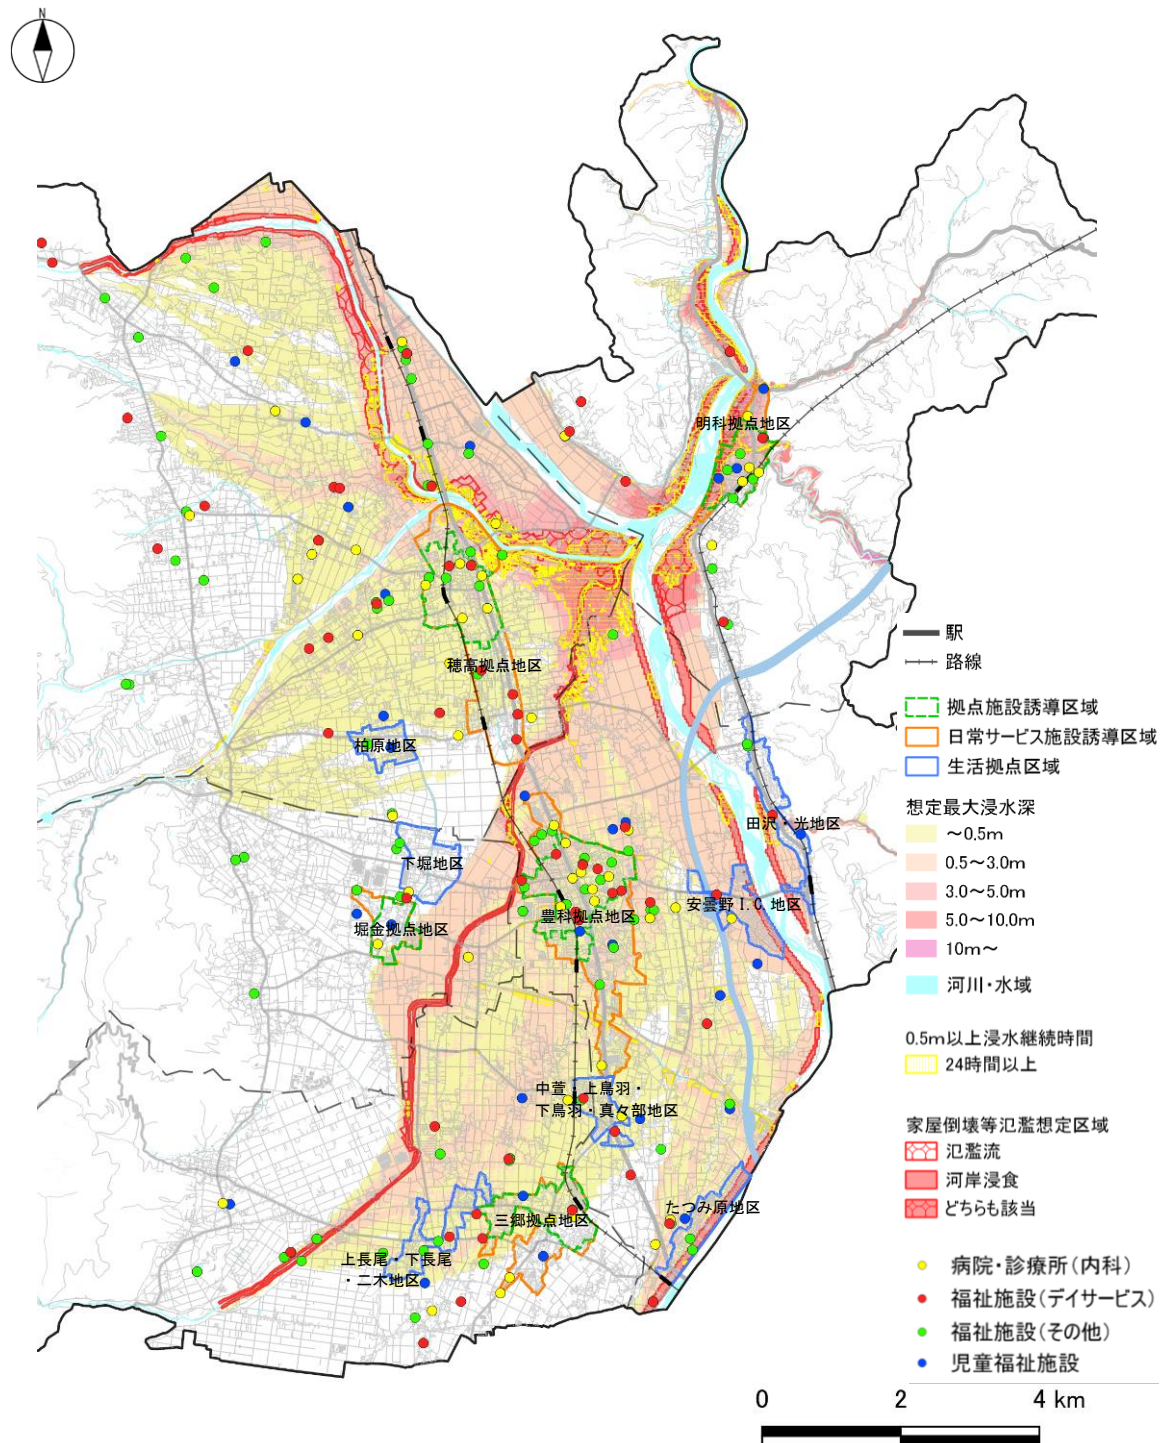 N
明科拠点地区
穂高拠点地区
柏原地区
下堀地区
堀金拠点地区
豊科拠点地区
田沢・光地区
安曇野I.C.地区
中萱・上鳥羽・
下鳥羽・真々部地区
たつみ原地区
三郷拠点地区
上長尾・下長尾
・二木地区
駅
路線
拠点施設誘導区域
日常サービス施設誘導区域
生活拠点区域
想定最大浸水深
～0.5m
0.5～3.0m
3.0～5.0m
5.0～10.0m
10m～
河川・水域
0.5m以上浸水継続時間
24時間以上
家屋倒壊等氾濫想定区域
氾濫流
河岸浸食
どちらも該当
病院・診療所(内科)
福祉施設(デイサービス)
福祉施設(その他)
児童福祉施設
0 2 4 km